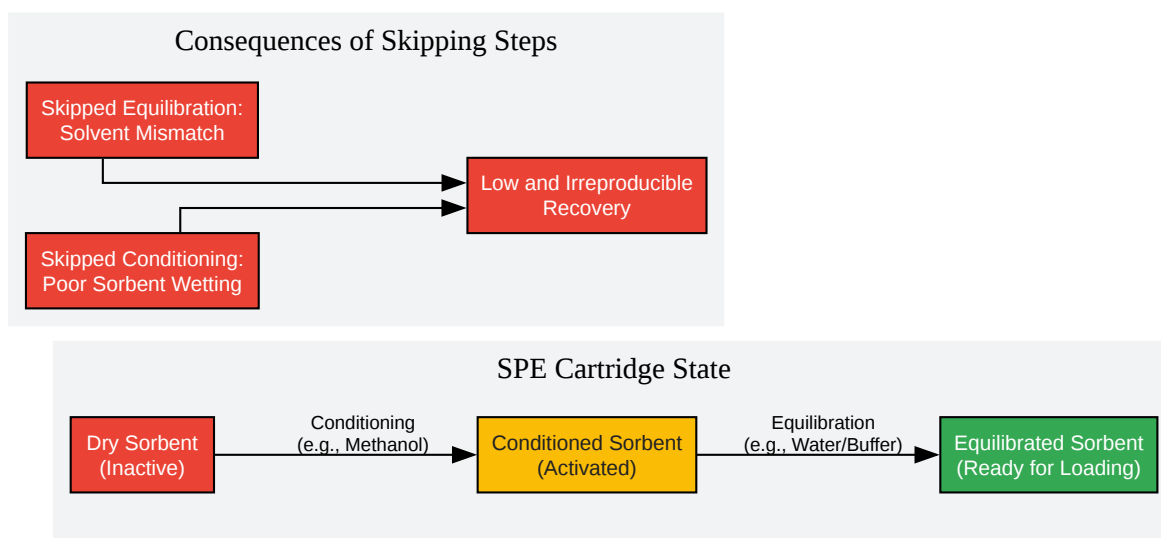 Consequences of Skipping Steps
Skipped Equilibration:
Solvent Mismatch
Low and Irreproducible
Recovery
Skipped Conditioning:
Poor Sorbent Wetting
SPE Cartridge State
Dry Sorbent
(Inactive)
Conditioning
(e.g., Methanol)
Conditioned Sorbent
(Activated)
Equilibration
(e.g., Water/Buffer)
Equilibrated Sorbent
(Ready for Loading)